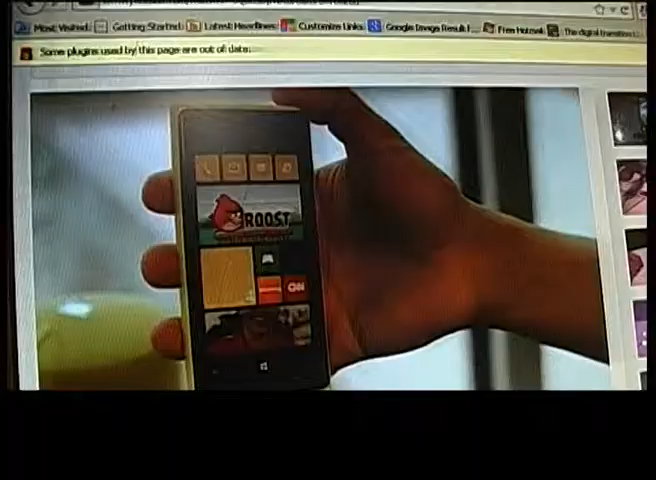 Most Visited Getting Started Latest Headlines Customize Links Google Image Result f... Free Hotmail The digital transition
Some plugins used by this page are out of date.
ROOST
CNN